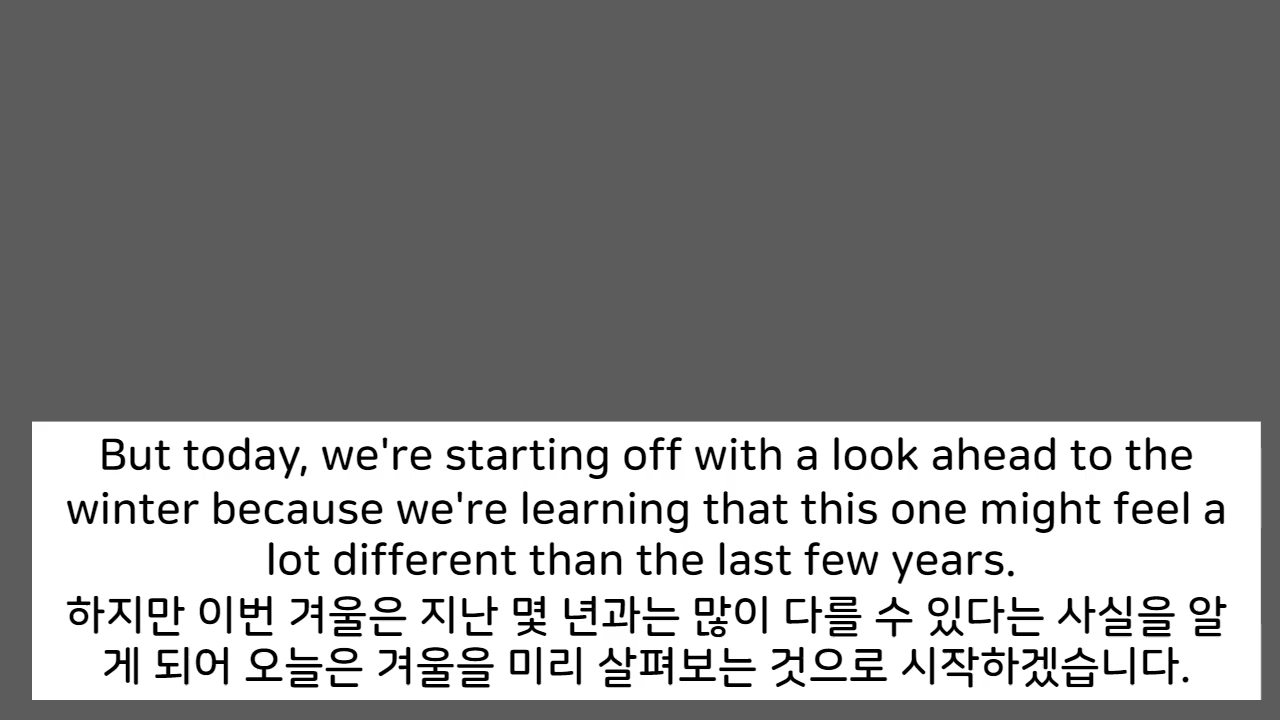 But today, we're starting off with a look ahead to the
winter because we're learning that this one might feel a
lot different than the last few years.
하지만 이번 겨울은 지난 몇 년과는 많이 다를 수 있다는 사실을 알
게 되어 오늘은 겨울을 미리 살펴보는 것으로 시작하겠습니다.